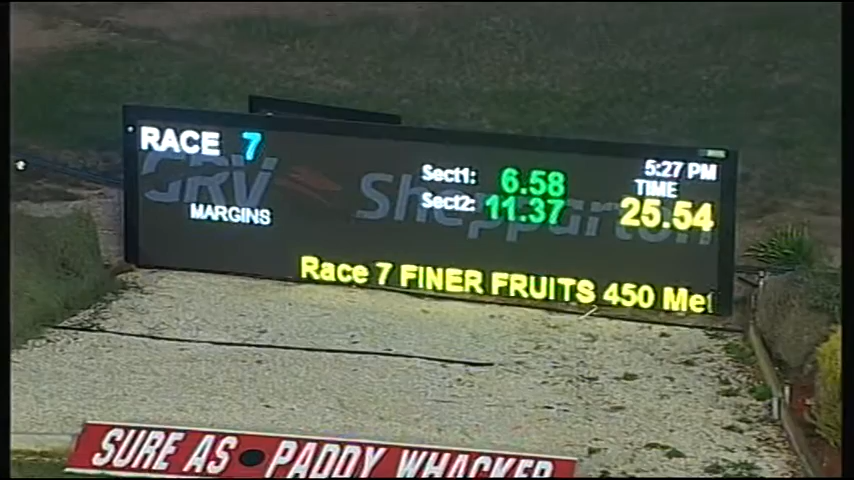 RACE 7
5:27 PM
GRV Shepparton
Sect1: 6.58
TIME
Sect2: 11.37
25.54
MARGINS
Race 7 FINER FRUITS 450 Me
SURE AS PADDY WHACKER